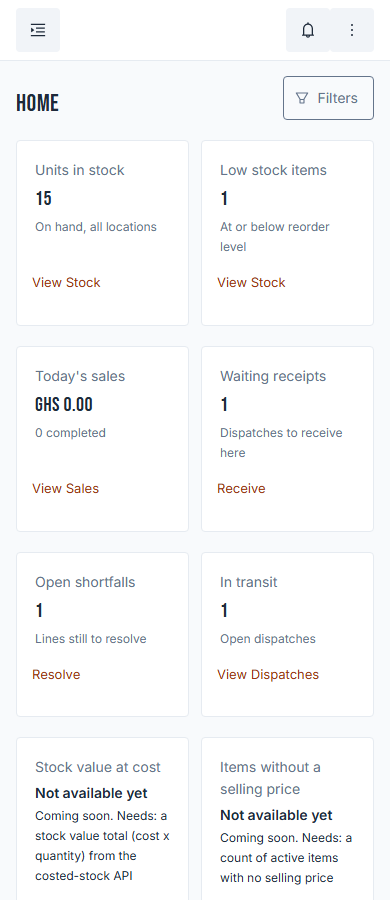 HOME
Filters
Units in stock
15
On hand, all locations
View Stock
Low stock items
1
At or below reorder
level
View Stock
Today's sales
GHS 0.00
0 completed
View Sales
Waiting receipts
1
Dispatches to receive
here
Receive
Open shortfalls
1
Lines still to resolve
Resolve
In transit
1
Open dispatches
View Dispatches
Stock value at cost
Not available yet
Coming soon. Needs: a
stock value total (cost x
quantity) from the
costed-stock API
Items without a
selling price
Not available yet
Coming soon. Needs: a
count of active items
with no selling price